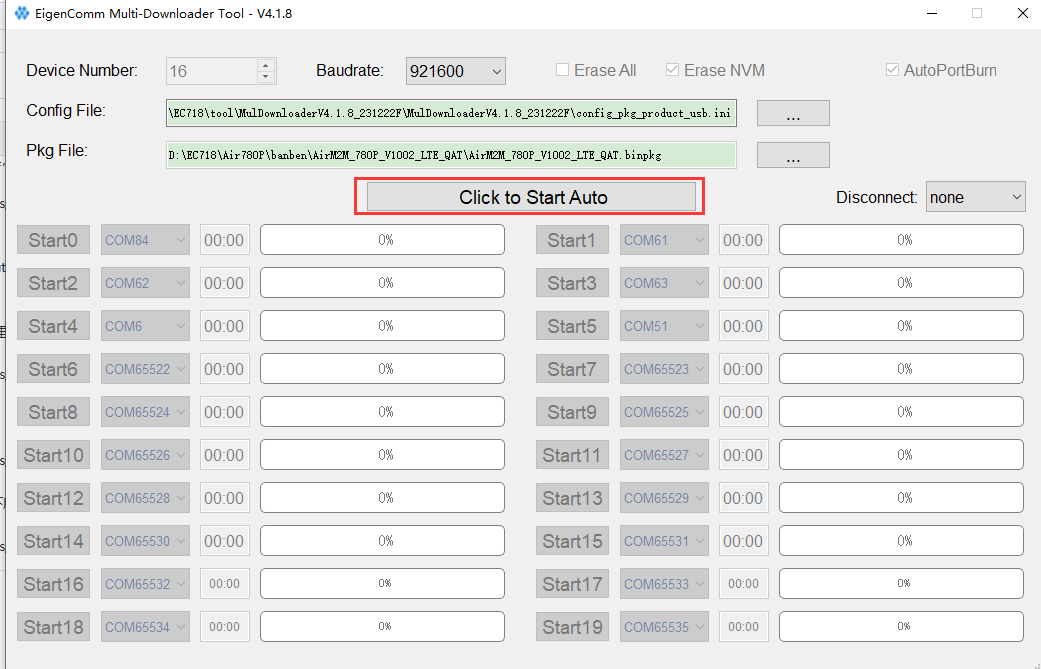 EigenComm Multi-Downloader Tool - V4.1.8
Device Number: 16 Baudrate: 921600 Erase All Erase NVM AutoPortBurn
Config File: \EC718\tool\MulDownloaderV4.1.8_231222F\MulDownloaderV4.1.8_231222F\config_pkg_product_usb.ini ...
Pkg File: D:\EC718\Air780P\banben\AirM2M_780P_V1002_LTE_QAT\AirM2M_780P_V1002_LTE_QAT.binpkg ...
Click to Start Auto Disconnect: none
Start0 COM84 00:00 0% Start1 COM61 00:00 0%
Start2 COM62 00:00 0% Start3 COM63 00:00 0%
Start4 COM6 00:00 0% Start5 COM51 00:00 0%
Start6 COM65522 00:00 0% Start7 COM65523 00:00 0%
Start8 COM65524 00:00 0% Start9 COM65525 00:00 0%
Start10 COM65526 00:00 0% Start11 COM65527 00:00 0%
Start12 COM65528 00:00 0% Start13 COM65529 00:00 0%
Start14 COM65530 00:00 0% Start15 COM65531 00:00 0%
Start16 COM65532 00:00 0% Start17 COM65533 00:00 0%
Start18 COM65534 00:00 0% Start19 COM65535 00:00 0%